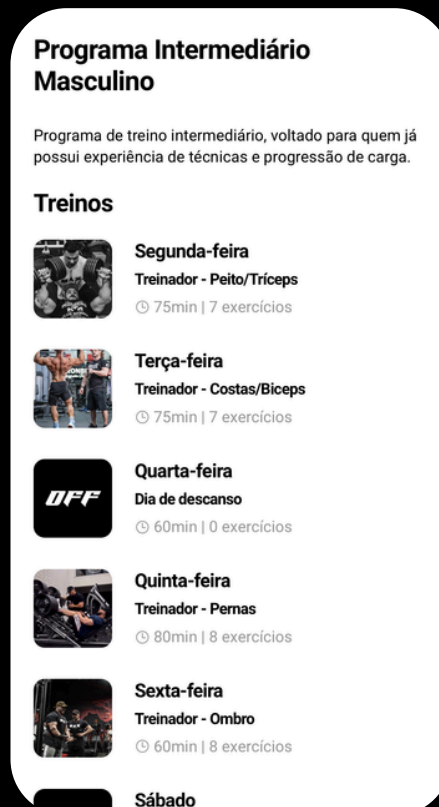 Programa Intermediário
Masculino
Programa de treino intermediário, voltado para quem já
possui experiência de técnicas e progressão de carga.
Treinos
Segunda-feira
Treinador - Peito/Tríceps
75min | 7 exercícios
Terça-feira
Treinador - Costas/Biceps
75min | 7 exercícios
OFF
Quarta-feira
Dia de descanso
60min | 0 exercícios
Quinta-feira
Treinador - Pernas
80min | 8 exercícios
Sexta-feira
Treinador - Ombro
60min | 8 exercícios
Sábado